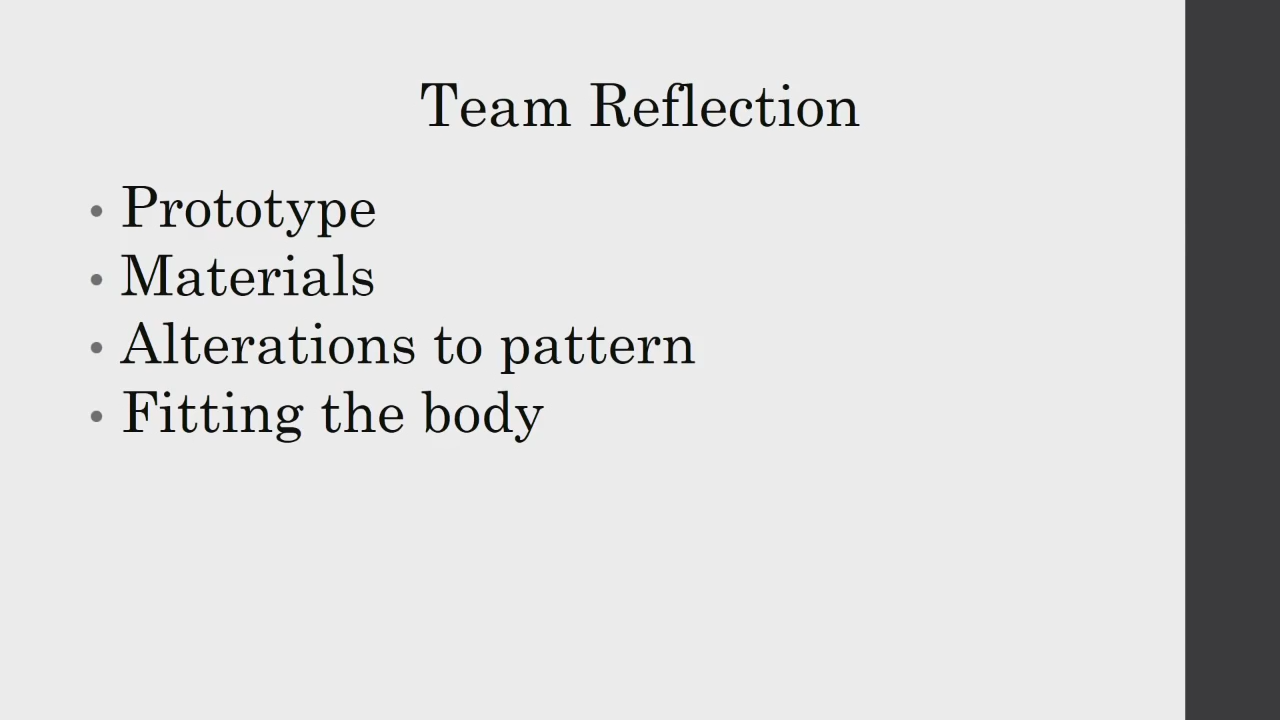 Team Reflection
• Prototype
• Materials
• Alterations to pattern
• Fitting the body